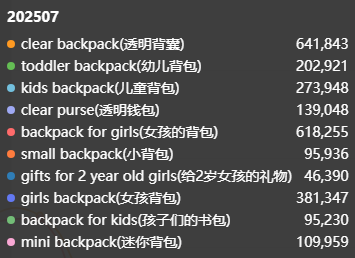 202507
clear backpack(透明背囊) 641,843
toddler backpack(幼儿背包) 202,921
kids backpack(儿童背包) 273,948
clear purse(透明钱包) 139,048
backpack for girls(女孩的背包) 618,255
small backpack(小背包) 95,936
gifts for 2 year old girls(给2岁女孩的礼物) 46,390
girls backpack(女孩背包) 381,347
backpack for kids(孩子们的书包) 95,230
mini backpack(迷你背包) 109,959